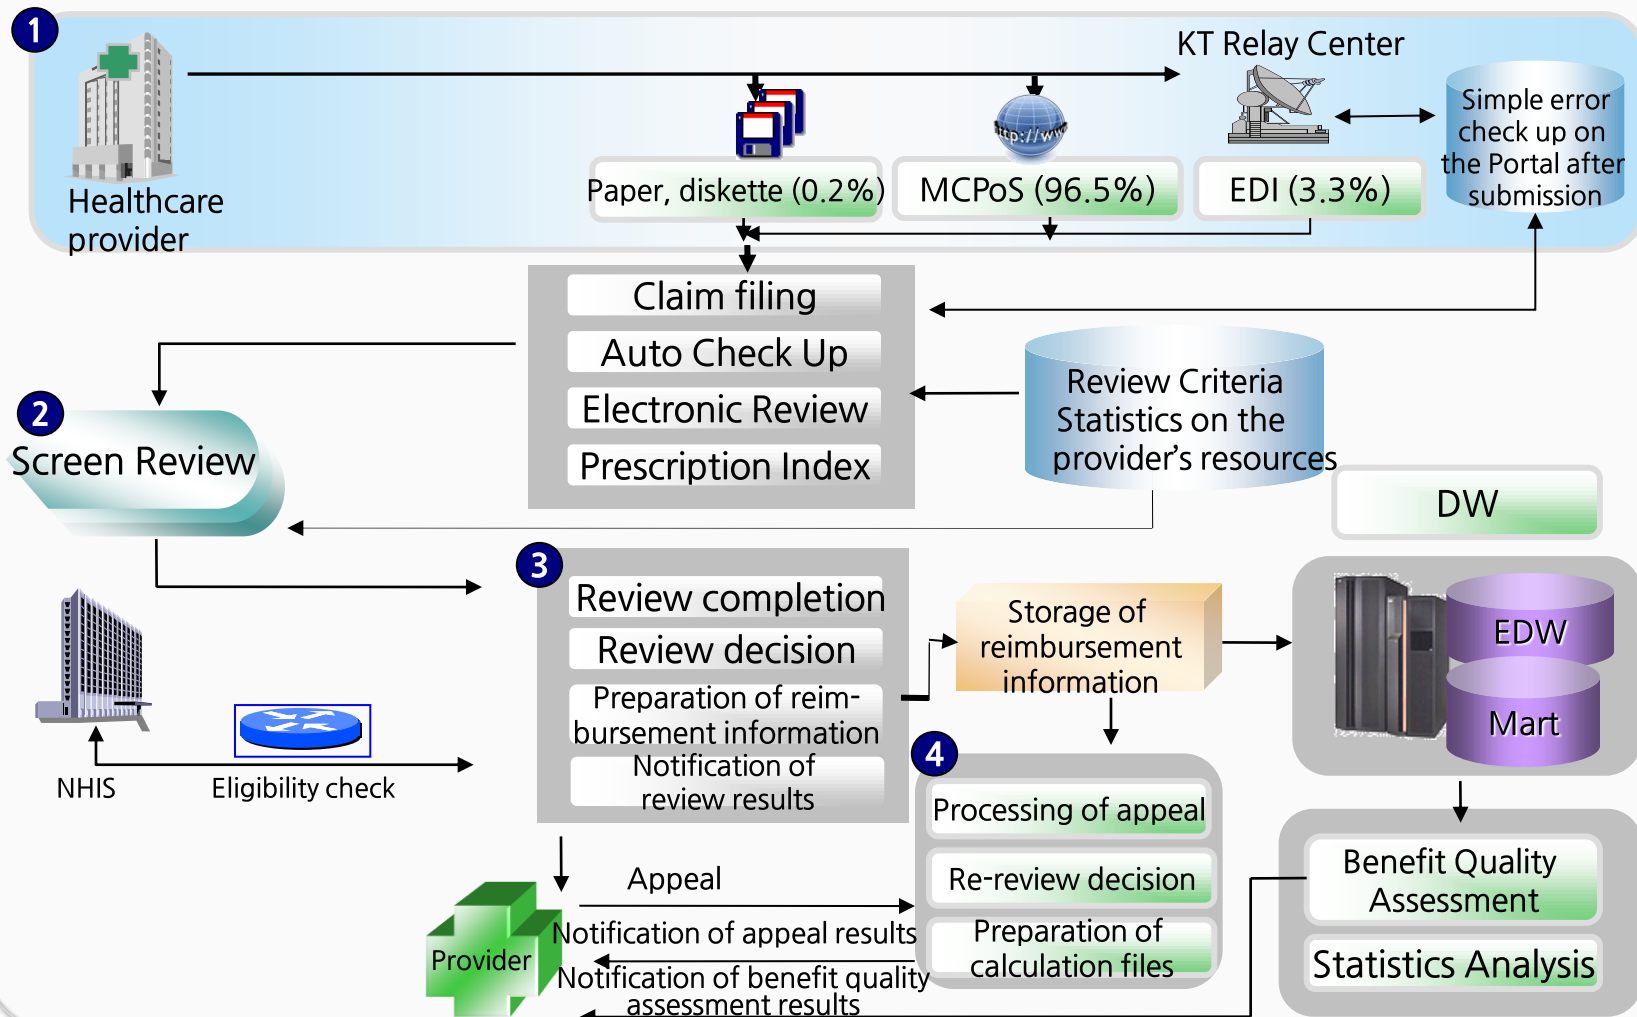 1
KT Relay Center
Healthcare
provider
http://www
Paper, diskette (0.2%)
MCPoS (96.5%)
EDI (3.3%)
Simple error
check up on
the Portal after
submission
Claim filing
Auto Check Up
Electronic Review
Prescription Index
Review Criteria
Statistics on the
provider’s resources
2
Screen Review
DW
3
Review completion
Review decision
Preparation of reim-
bursement information
Notification of
review results
Storage of
reimbursement
information
EDW
Mart
NHIS
Eligibility check
4
Processing of appeal
Re-review decision
Preparation of
calculation files
Benefit Quality
Assessment
Statistics Analysis
Provider
Appeal
Notification of appeal results
Notification of benefit quality
assessment results